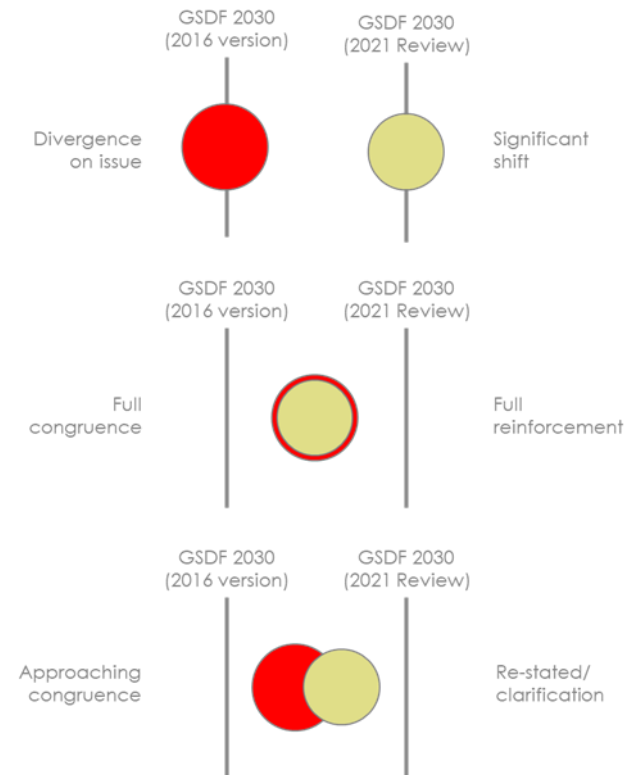 GSDF 2030
(2016 version)
GSDF 2030
(2021 Review)
Divergence
on issue
Significant
shift
GSDF 2030
(2016 version)
GSDF 2030
(2021 Review)
Full
congruence
Full
reinforcement
GSDF 2030
(2016 version)
GSDF 2030
(2021 Review)
Approaching
congruence
Re-stated/
clarification